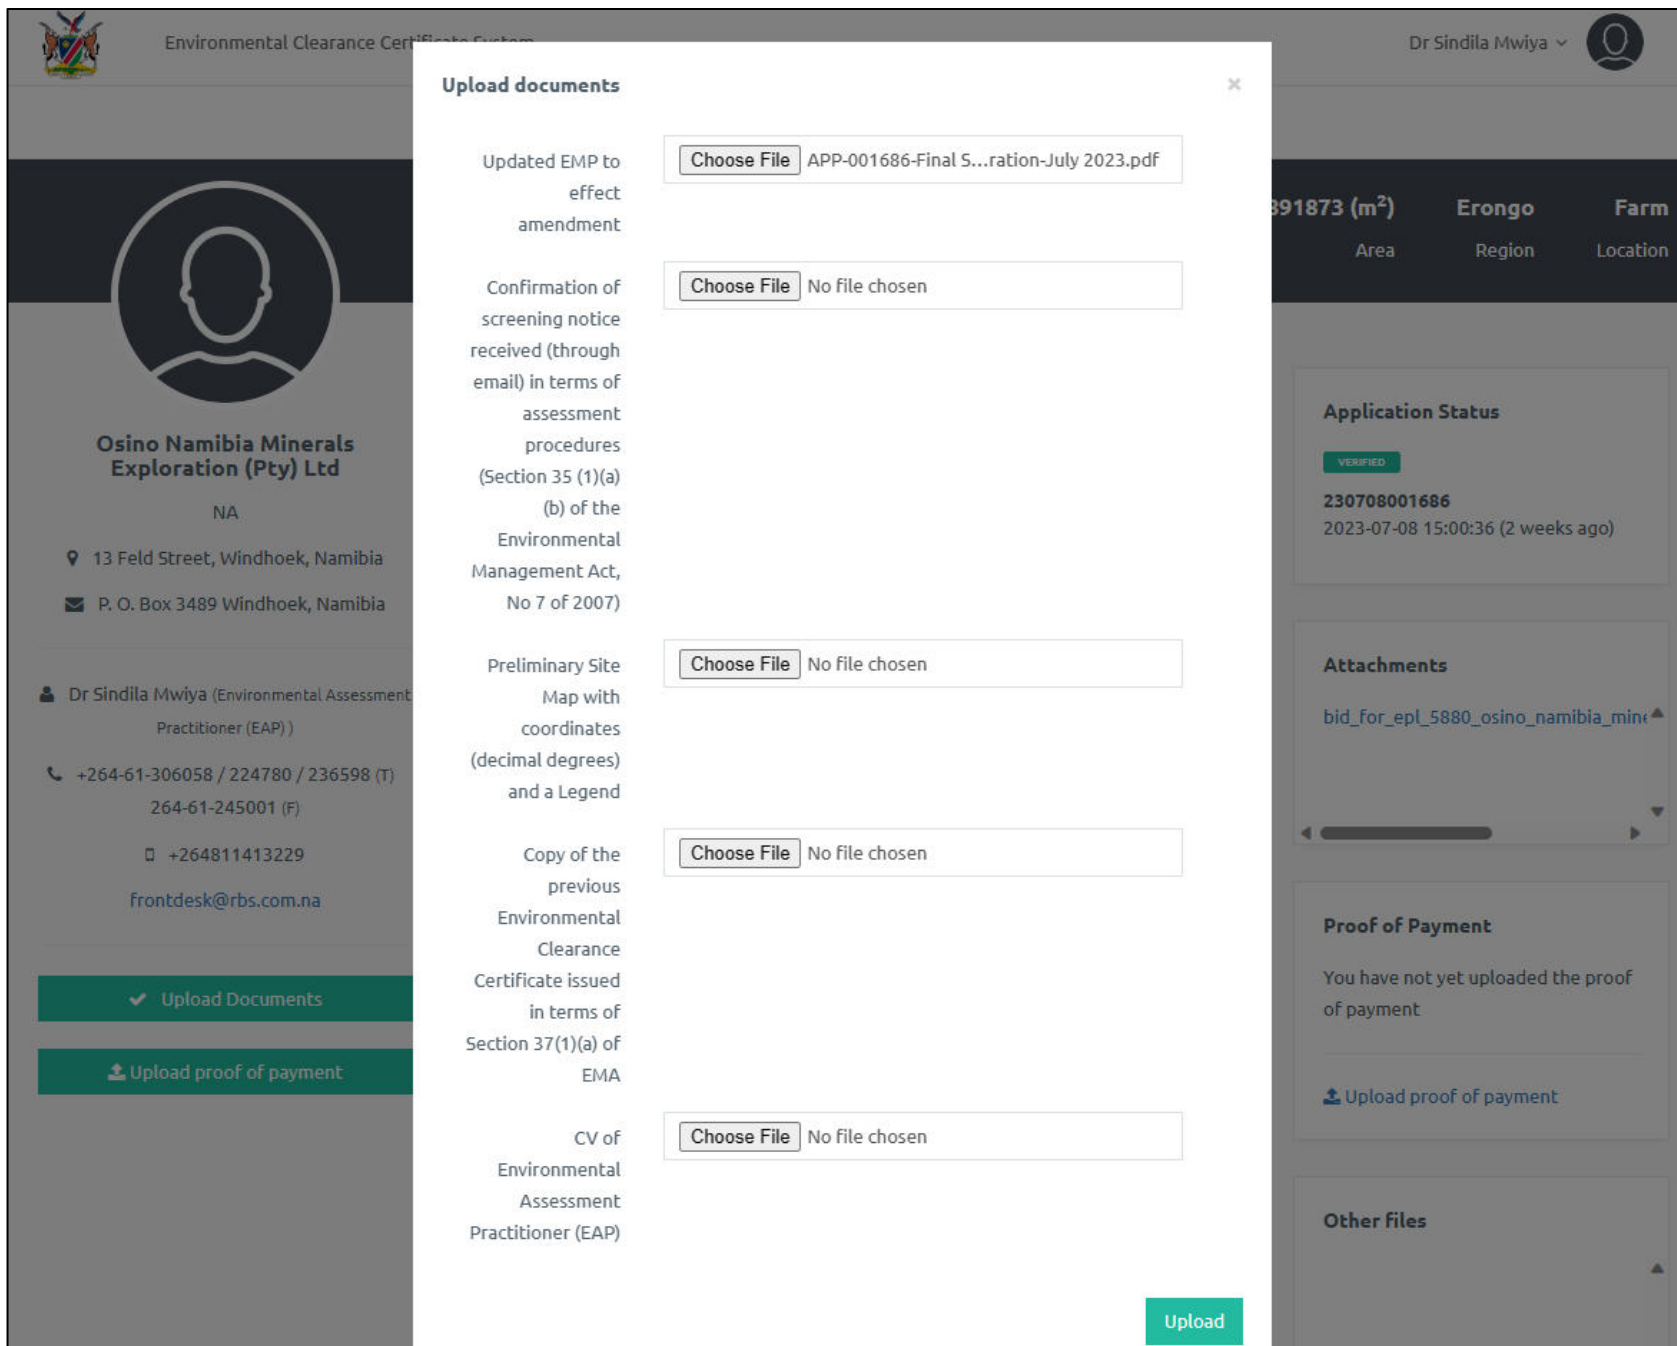 Environmental Clearance Certificate System
Dr Sindila Mwiya
Upload documents
×
Updated EMP to
effect
amendment
Choose File APP-001686-Final S...ration-July 2023.pdf
Confirmation of
screening notice
received (through
email) in terms of
assessment
procedures
(Section 35 (1)(a)
(b) of the
Environmental
Management Act,
No 7 of 2007)
Choose File No file chosen
Preliminary Site
Map with
coordinates
(decimal degrees)
and a Legend
Choose File No file chosen
Copy of the
previous
Environmental
Clearance
Certificate issued
in terms of
Section 37(1)(a) of
EMA
Choose File No file chosen
CV of
Environmental
Assessment
Practitioner (EAP)
Choose File No file chosen
Upload
Osino Namibia Minerals
Exploration (Pty) Ltd
NA
13 Feld Street, Windhoek, Namibia
P. O. Box 3489 Windhoek, Namibia
Dr Sindila Mwiya (Environmental Assessment
Practitioner (EAP) )
+264-61-306058 / 224780 / 236598 (T)
264-61-245001 (F)
+264811413229
frontdesk@rbs.com.na
Upload Documents
Upload proof of payment
891873 (m²) Erongo Farm
Area Region Location
Application Status
VERIFIED
230708001686
2023-07-08 15:00:36 (2 weeks ago)
Attachments
bid_for_epl_5880_osino_namibia_mine
Proof of Payment
You have not yet uploaded the proof
of payment
Upload proof of payment
Other files